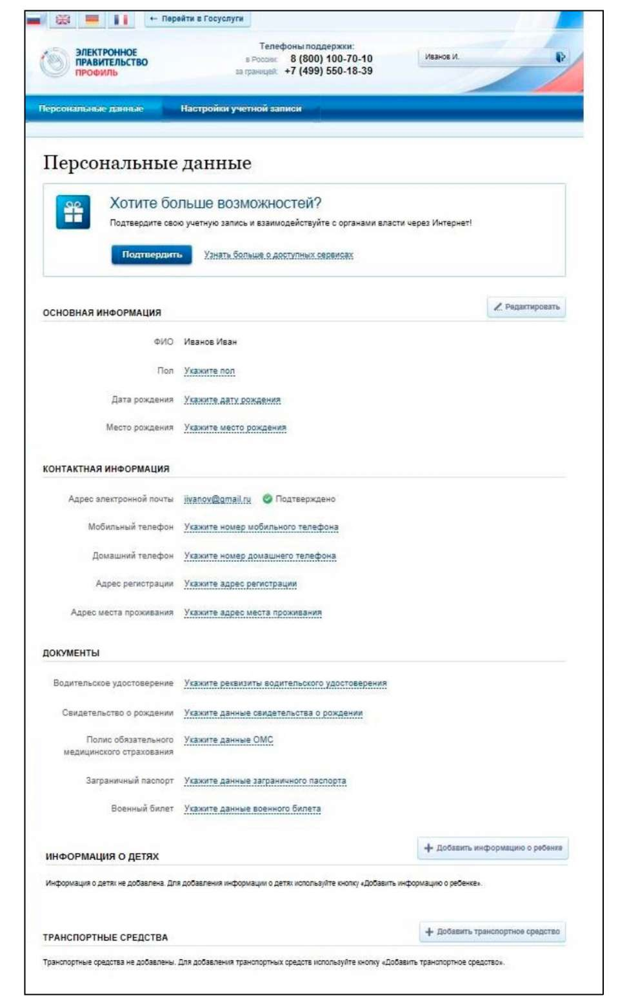 ← Перейти в Госуслуги
ЭЛЕКТРОННОЕ
ПРАВИТЕЛЬСТВО
ПРОФИЛЬ
Телефоны поддержки:
в России: 8 (800) 100-70-10
за границей: +7 (499) 550-18-39
Иванов И.
Персональные данные Настройки учетной записи
Персональные данные
Хотите больше возможностей?
Подтвердите свою учетную запись и взаимодействуйте с органами власти через Интернет!
Подтвердить Узнать больше о доступных сервисах
ОСНОВНАЯ ИНФОРМАЦИЯ Редактировать
ФИО Иванов Иван
Пол Укажите пол
Дата рождения Укажите дату рождения
Место рождения Укажите место рождения
КОНТАКТНАЯ ИНФОРМАЦИЯ
Адрес электронной почты iivanov@gmail.ru Подтверждено
Мобильный телефон Укажите номер мобильного телефона
Домашний телефон Укажите номер домашнего телефона
Адрес регистрации Укажите адрес регистрации
Адрес места проживания Укажите адрес места проживания
ДОКУМЕНТЫ
Водительское удостоверение Укажите реквизиты водительского удостоверения
Свидетельство о рождении Укажите данные свидетельства о рождении
Полис обязательного Укажите данные ОМС
медицинского страхования
Заграничный паспорт Укажите данные заграничного паспорта
Военный билет Укажите данные военного билета
ИНФОРМАЦИЯ О ДЕТЯХ + Добавить информацию о ребенке
Информация о детях не добавлена. Для добавления информации о детях используйте кнопку «Добавить информацию о ребенке».
ТРАНСПОРТНЫЕ СРЕДСТВА + Добавить транспортное средство
Транспортные средства не добавлены. Для добавления транспортных средств используйте кнопку «Добавить транспортное средство».